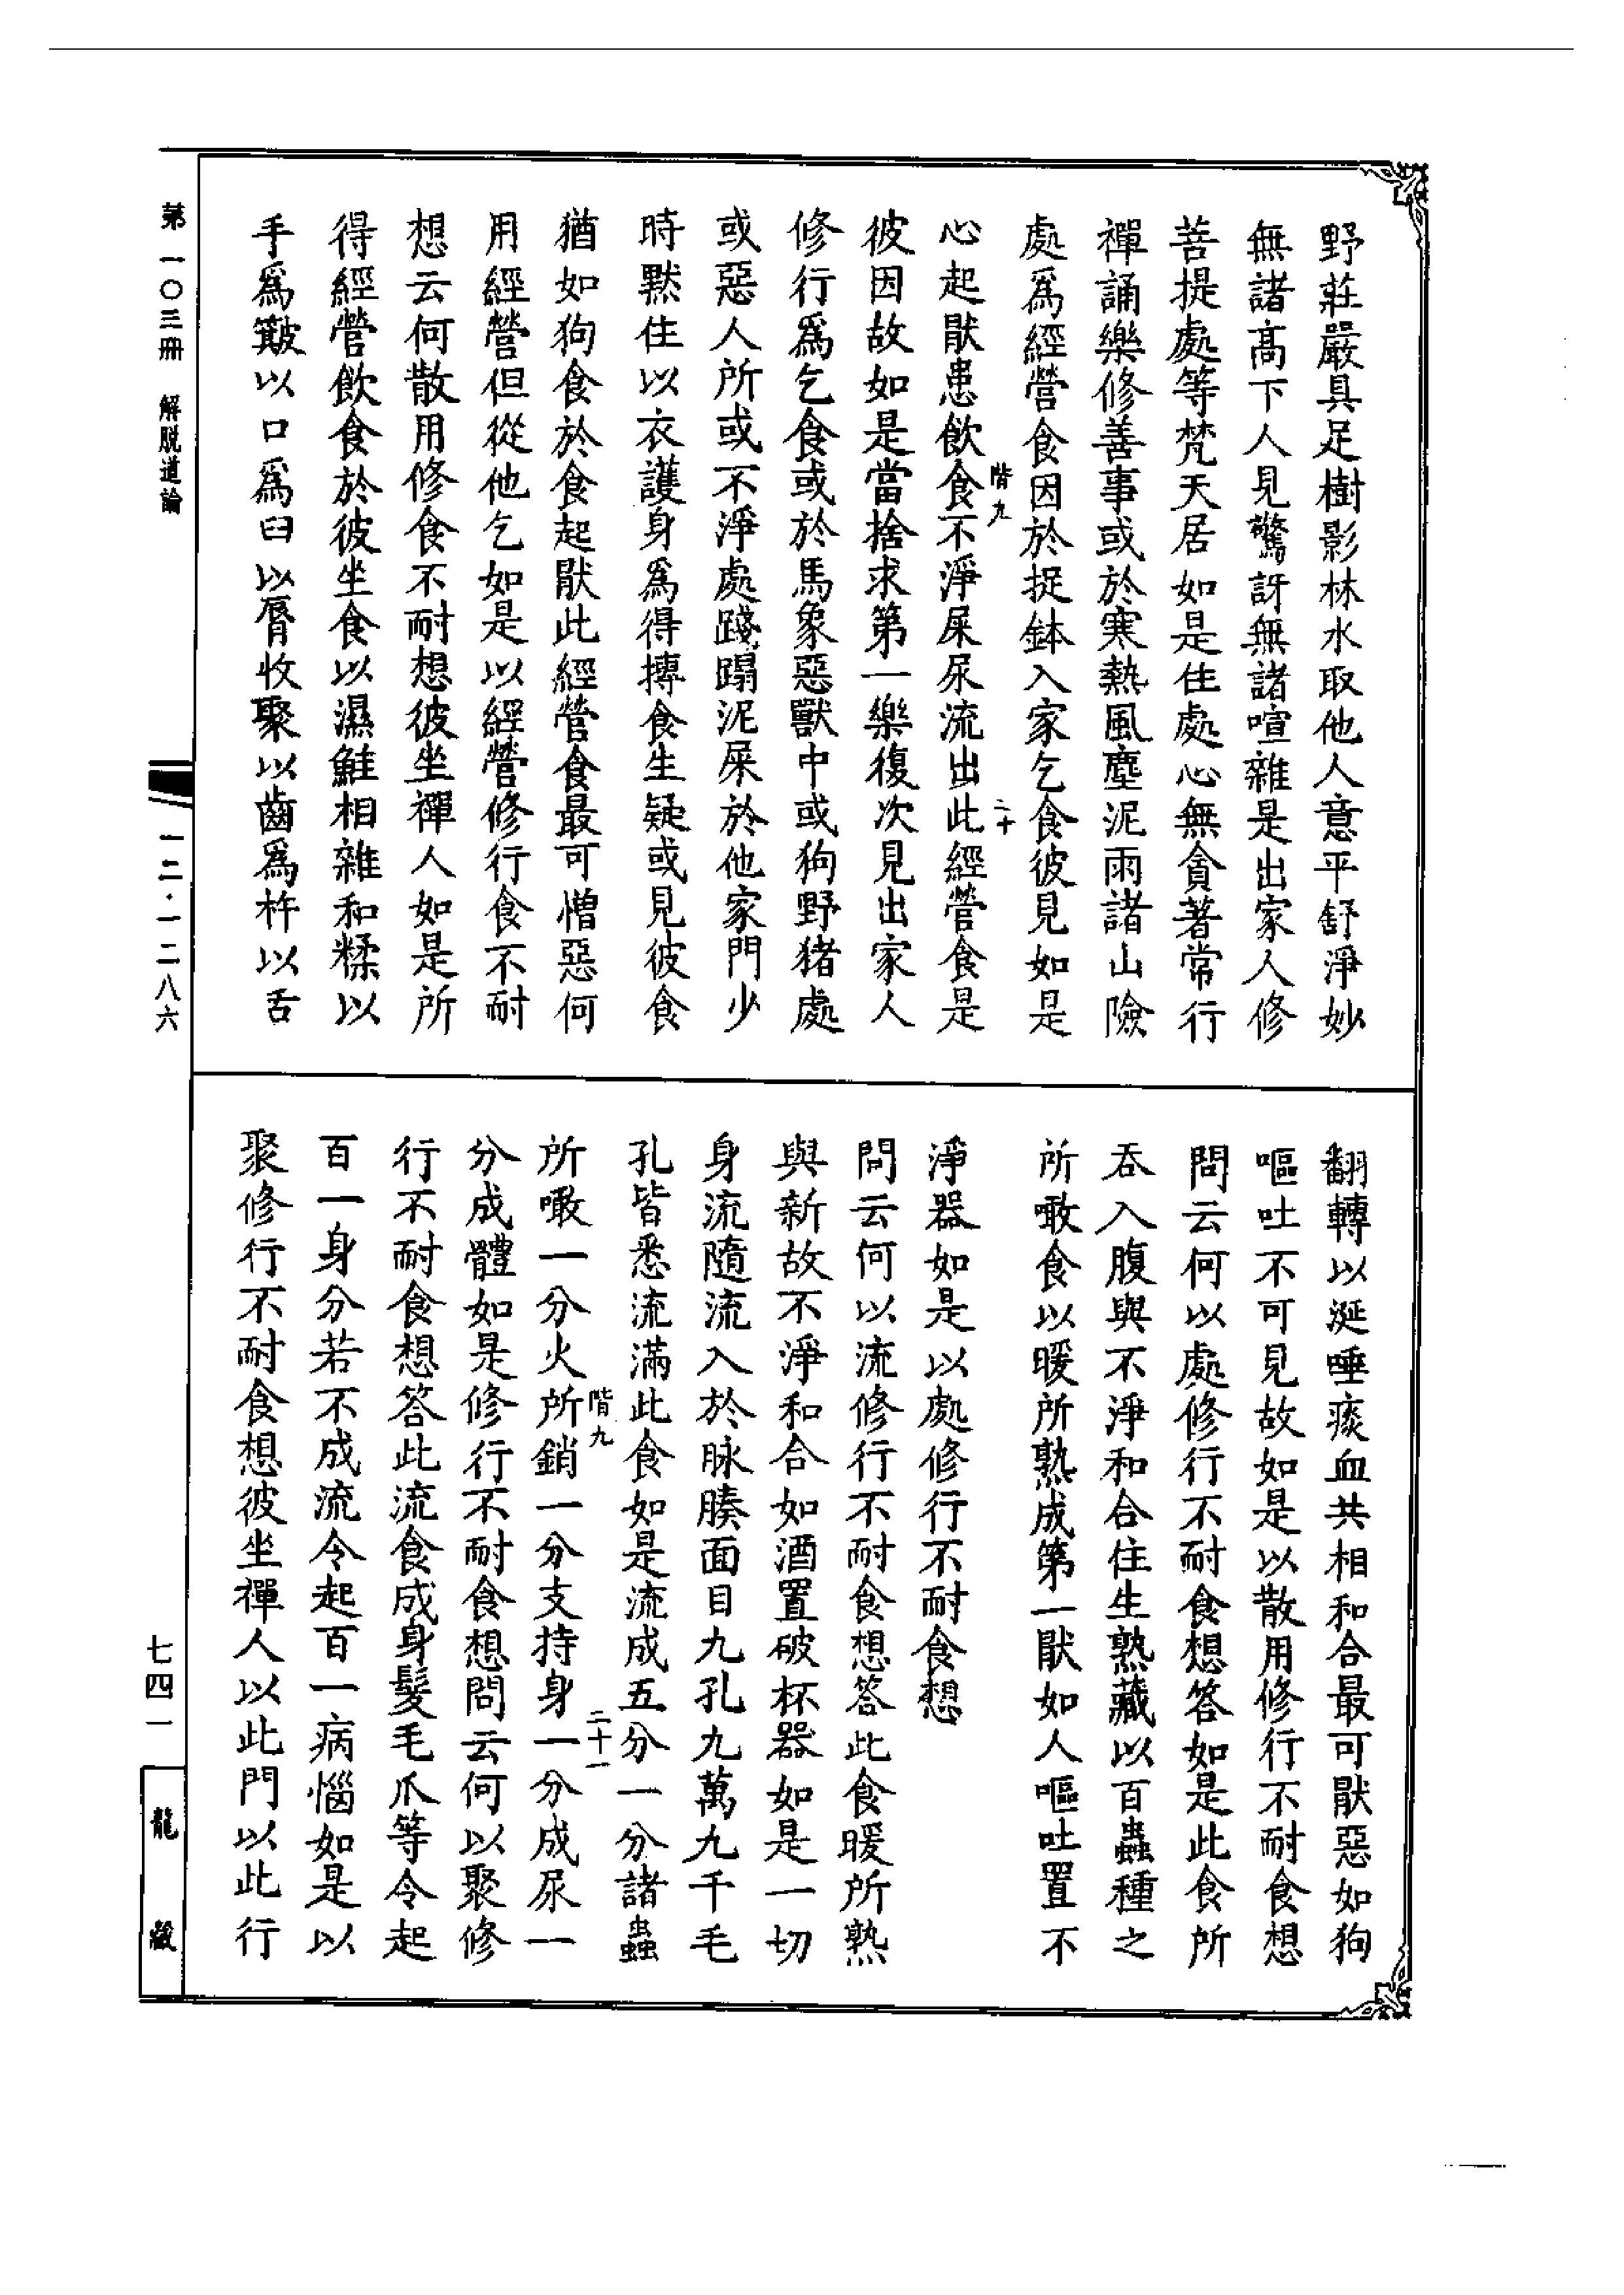 野莊嚴具足樹影林水取他人意平舒淨妙
無諸高下人見驚訝無諸喧雜是出家人修
菩提處等梵天居如是住處心無貪著常行
禪誦樂修善事或於寒熱風塵泥雨諸山險
處爲經營食因於捉鉢入家乞食彼見如是
階九
二十
心起猒患飲食不淨屎尿流出此經營食是
彼因故如是當捨求第一樂復次見出家人
修行爲乞食或於馬象惡獸中或狗野猪處
或惡人所或不淨處踐蹋泥屎於他家門少
時黙住以衣護身爲得摶食生疑或見彼食
猶如狗食於食起猒此經營食最可憎惡何
用經營但從他乞如是以經營修行食不耐
想云何散用修食不耐想彼坐禪人如是所
得經營飲食於彼坐食以濕鮭相雜和糅以
手爲簸以口爲臼以脣收聚以齒爲杵以舌
翻轉以涎唾痰血共相和合最可猒惡如狗
嘔吐不可見故如是以散用修行不耐食想
問云何以處修行不耐食想答如是此食所
吞入腹與不淨和合住生熟藏以百蟲種之
所噉食以暖所熟成第一猒如人嘔吐置不
淨器如是以處修行不耐食想
問云何以流修行不耐食想答此食暖所熟
與新故不淨和合如酒置破杯器如是一切
身流隨流入於脉腠面目九孔九萬九千毛
孔皆悉流滿此食如是流成五分一分諸蟲
階九
二十一
所噉一分火所銷一分支持身一分成尿一
分成體如是修行不耐食想問云何以聚修
行不耐食想答此流食成身髮毛爪等令起
百一身分若不成流令起百一病惱如是以
聚修行不耐食想彼坐禪人以此門以此行
第一〇三冊 解脱道論
一二·一二八六
七四一
龍藏